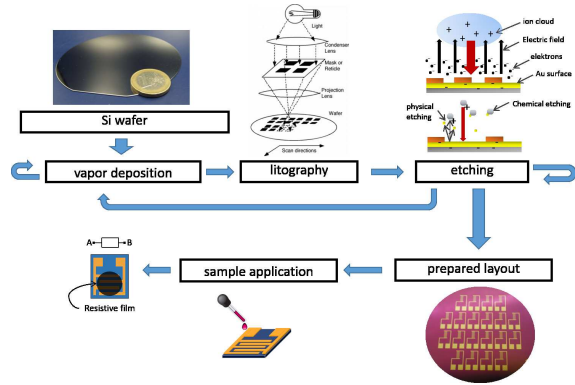 Light
Condenser
Lens
Mask or
Reticle
Projection
Lens
Wafer
Scan directions
ion cloud
Electric field
elektrons
Au surface
physical
etching
Chemical etching
Si wafer
vapor deposition
litography
etching
prepared layout
sample application
A
B
Resistive film